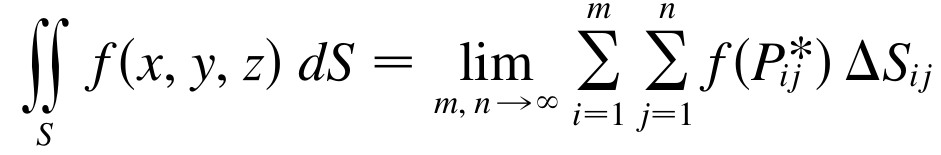 ∬_S f(x, y, z) dS = lim_{m, n→∞} ∑_{i=1}^{m} ∑_{j=1}^{n} f(P*_{ij}) ΔS_{ij}